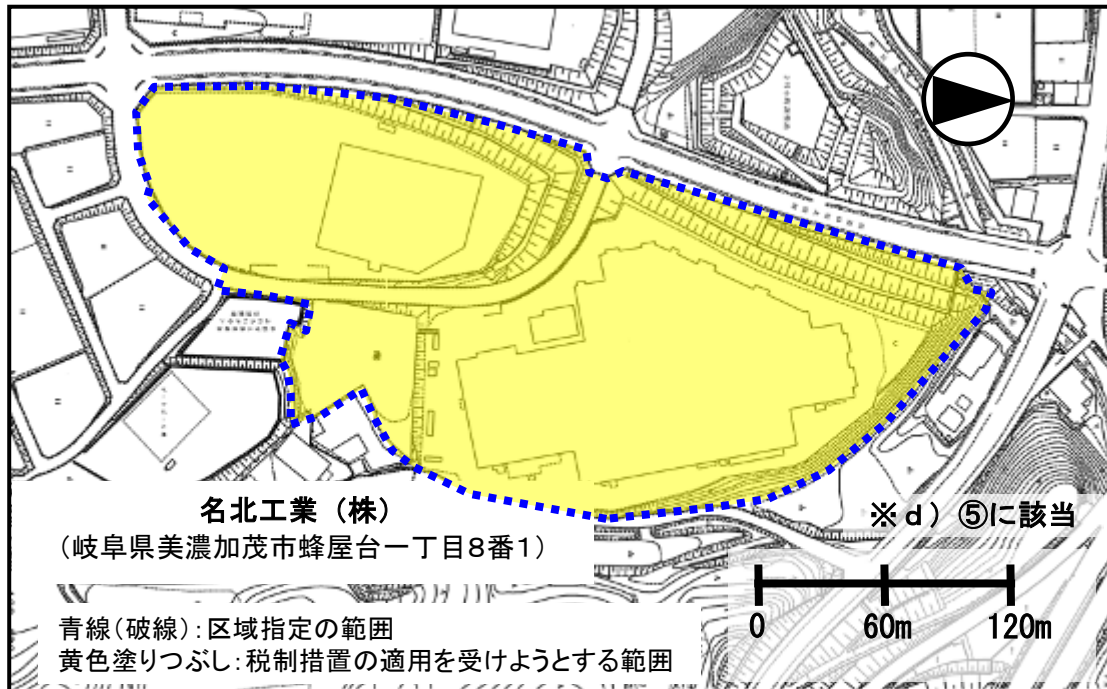 名北工業（株）
（岐阜県美濃加茂市蜂屋台一丁目８番１）
※ｄ）⑤に該当
0 60m 120m
青線（破線）：区域指定の範囲
黄色塗りつぶし：税制措置の適用を受けようとする範囲